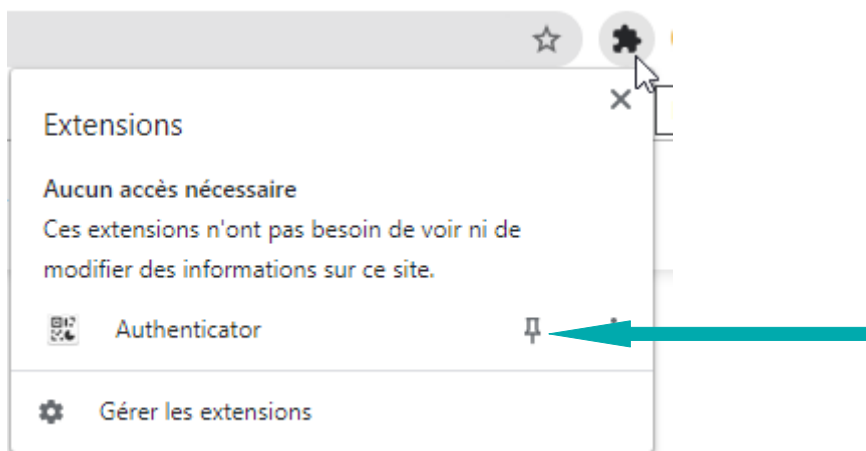 Extensions
Aucun accès nécessaire
Ces extensions n'ont pas besoin de voir ni de
modifier des informations sur ce site.
Authenticator
Gérer les extensions